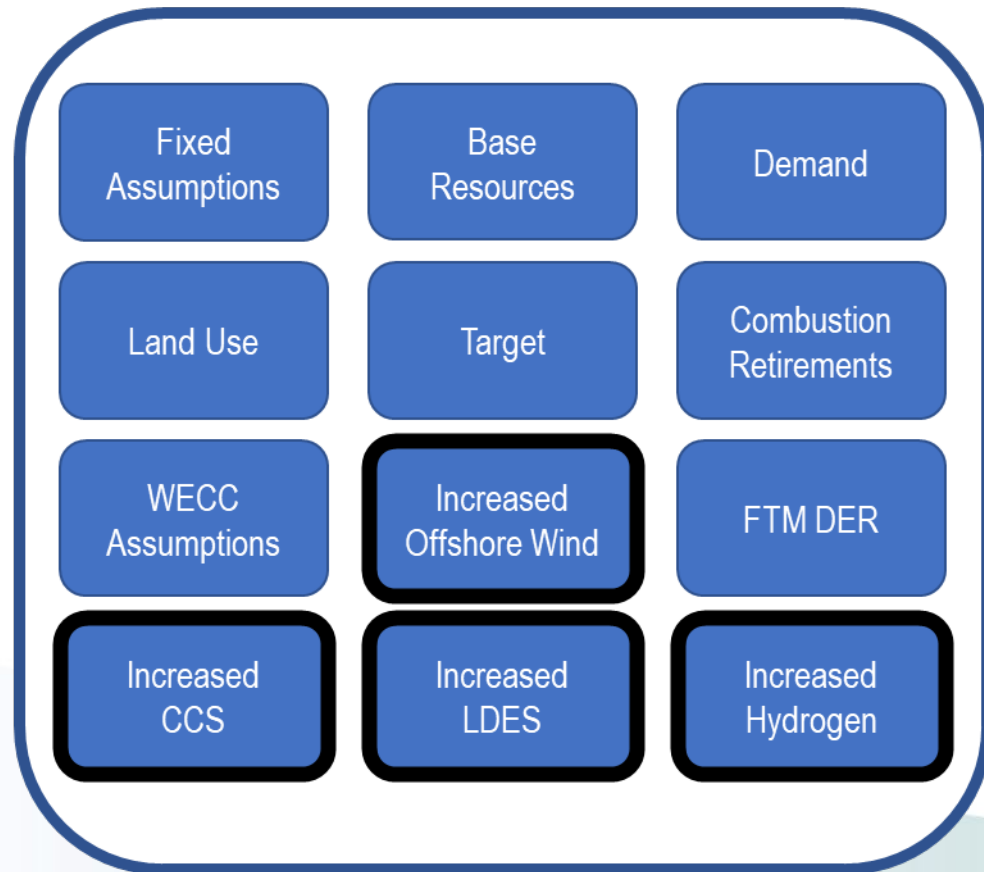 Fixed
Assumptions
Base
Resources
Demand
Land Use
Target
Combustion
Retirements
WECC
Assumptions
Increased
Offshore Wind
FTM DER
Increased
CCS
Increased
LDES
Increased
Hydrogen